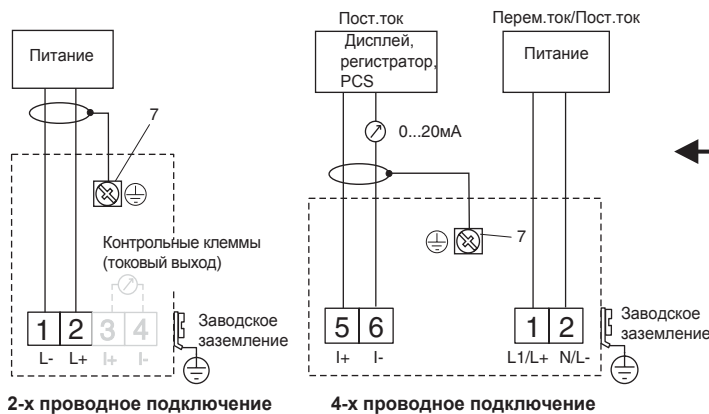 Питание
7
Контрольные клеммы
(токовый выход)
1 2 3 4
L- L+ I+ I-
Заводское
заземление
2-х проводное подключение
Пост.ток
Дисплей,
регистратор,
PCS
0...20мА
Перем.ток/Пост.ток
Питание
7
5 6
I+ I-
1 2
L1/L+ N/L-
Заводское
заземление
4-х проводное подключение